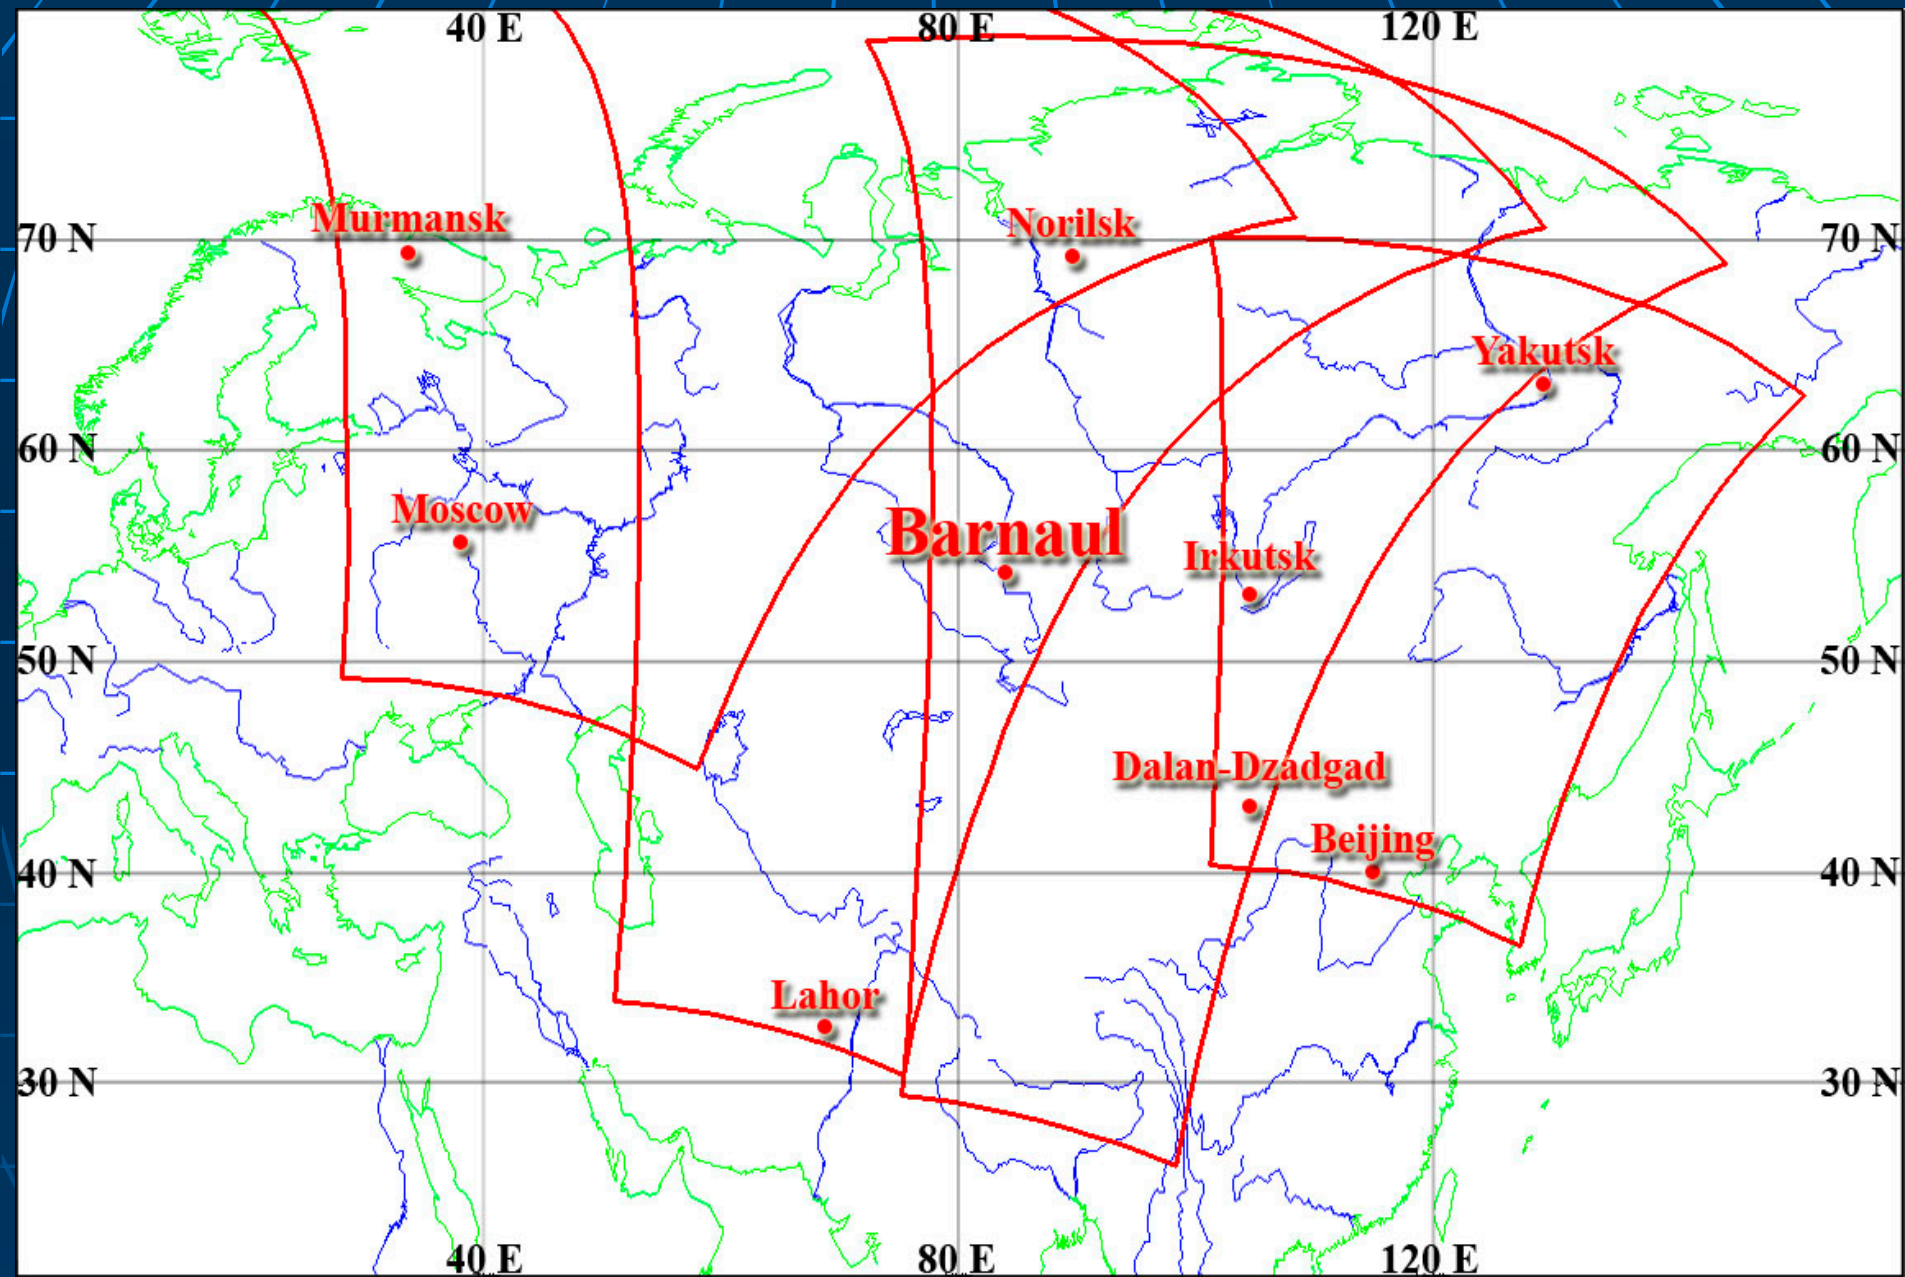 40 E 80 E 120 E
Murmansk
Norilsk
70 N 70 N
Yakutsk
60 N 60 N
Moscow
Barnaul
Irkutsk
50 N 50 N
Dalan-Dzadgad
Beijing
40 N 40 N
Lahor
30 N 30 N
40 E 80 E 120 E